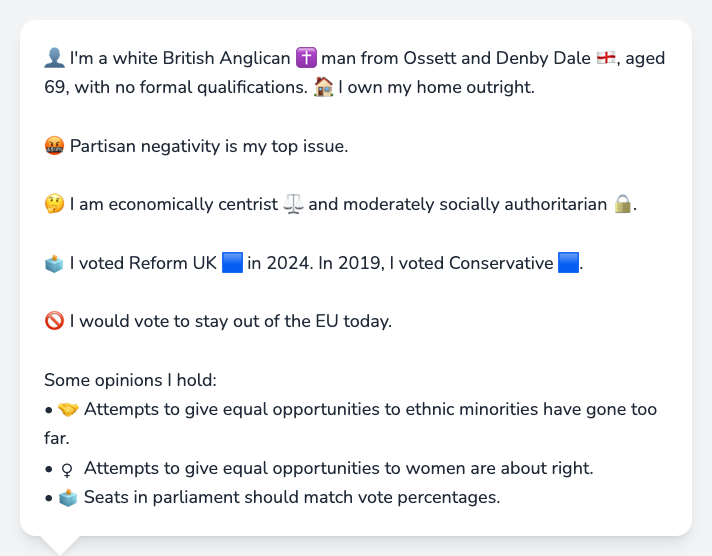 👤 I'm a white British Anglican ✝️ man from Ossett and Denby Dale 🏴󠁧󠁢󠁥󠁮󠁧󠁿, aged
69, with no formal qualifications. 🏠 I own my home outright.
🤬 Partisan negativity is my top issue.
🤔 I am economically centrist ⚖️ and moderately socially authoritarian 🔒.
🗳️ I voted Reform UK 🟦 in 2024. In 2019, I voted Conservative 🟦.
🚫 I would vote to stay out of the EU today.
Some opinions I hold:
• 🤝 Attempts to give equal opportunities to ethnic minorities have gone too
far.
• ♀ Attempts to give equal opportunities to women are about right.
• 🗳️ Seats in parliament should match vote percentages.